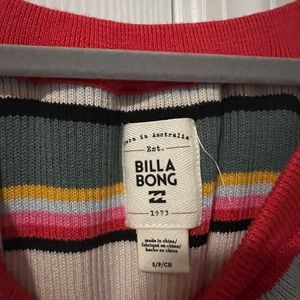 Born in Australia
Est.
BILLA
BONG
1973
made in china/
fabriqué en chine/
hecho en china
S/P/CH